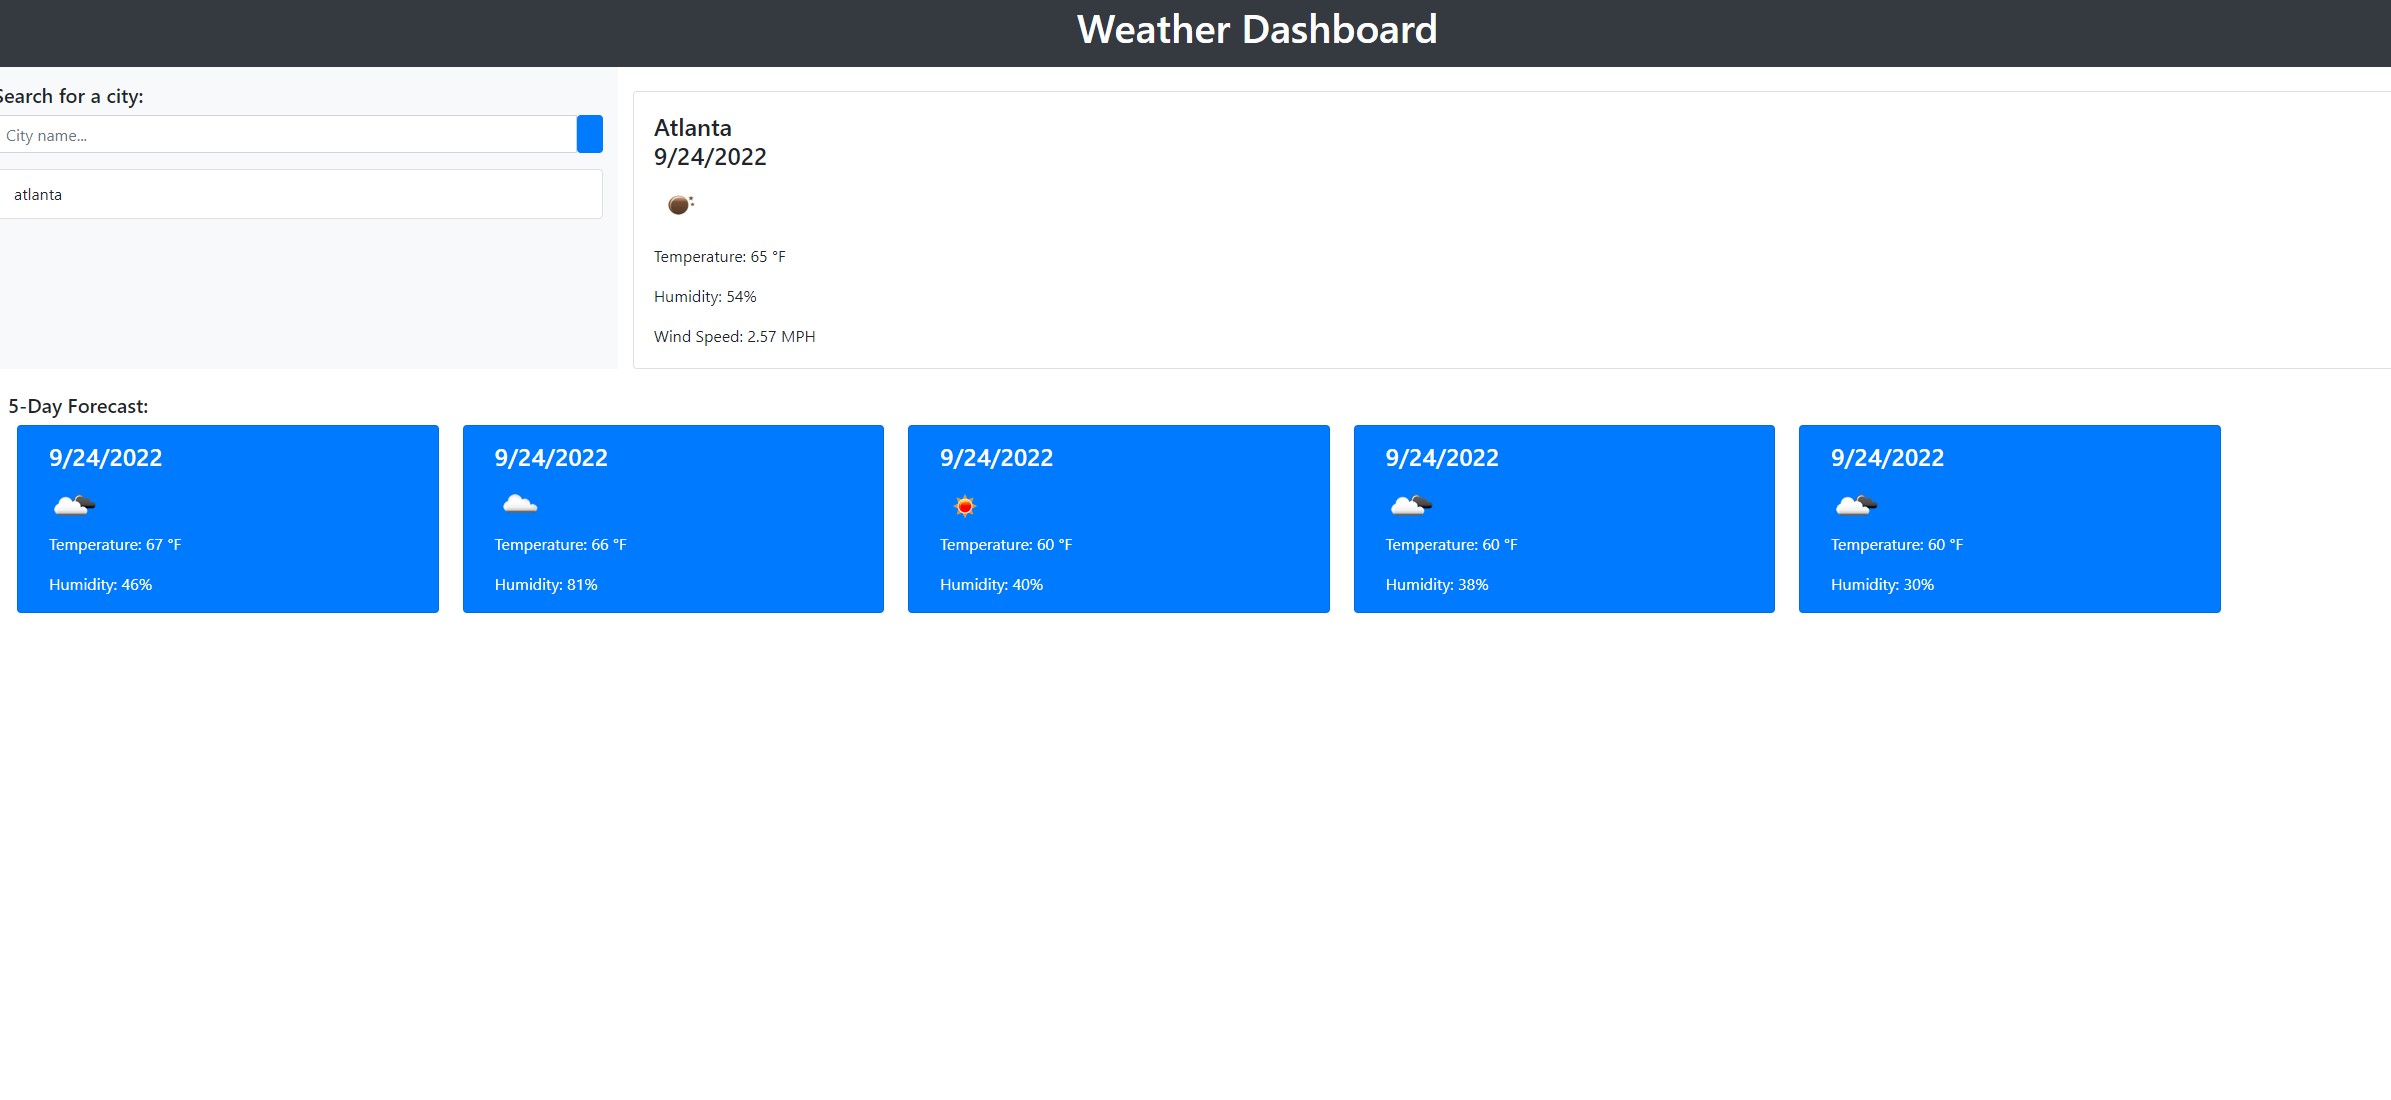 Weather Dashboard
Search for a city:
City name...
atlanta
Atlanta
9/24/2022
Temperature: 65 °F
Humidity: 54%
Wind Speed: 2.57 MPH
5-Day Forecast:
9/24/2022
Temperature: 67 °F
Humidity: 46%
9/24/2022
Temperature: 66 °F
Humidity: 81%
9/24/2022
Temperature: 60 °F
Humidity: 40%
9/24/2022
Temperature: 60 °F
Humidity: 38%
9/24/2022
Temperature: 60 °F
Humidity: 30%